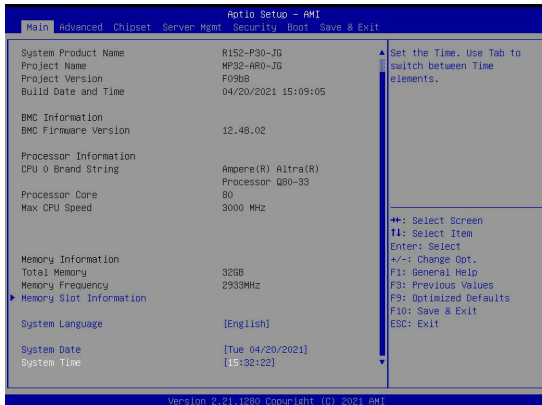 Aptio Setup - AMI
Main Advanced Chipset Server Mgmt Security Boot Save & Exit
System Product Name R152-P30-JG
Project Name MP32-AR0-JG
Project Version F09b8
Build Date and Time 04/20/2021 15:09:05
BMC Information
BMC Firmware Version 12.48.02
Processor Information
CPU 0 Brand String Ampere(R) Altra(R)
Processor Q80-33
Processor Core 80
Max CPU Speed 3000 MHz
Memory Information
Total Memory 32GB
Memory Frequency 2933MHz
Memory Slot Information
System Language [English]
System Date [Tue 04/20/2021]
System Time [15:32:22]
Set the Time. Use Tab to
switch between Time
elements.
→←: Select Screen
↑↓: Select Item
Enter: Select
+/-: Change Opt.
F1: General Help
F3: Previous Values
F9: Optimized Defaults
F10: Save & Exit
ESC: Exit
Version 2.21.1280 Copyright (C) 2021 AMI